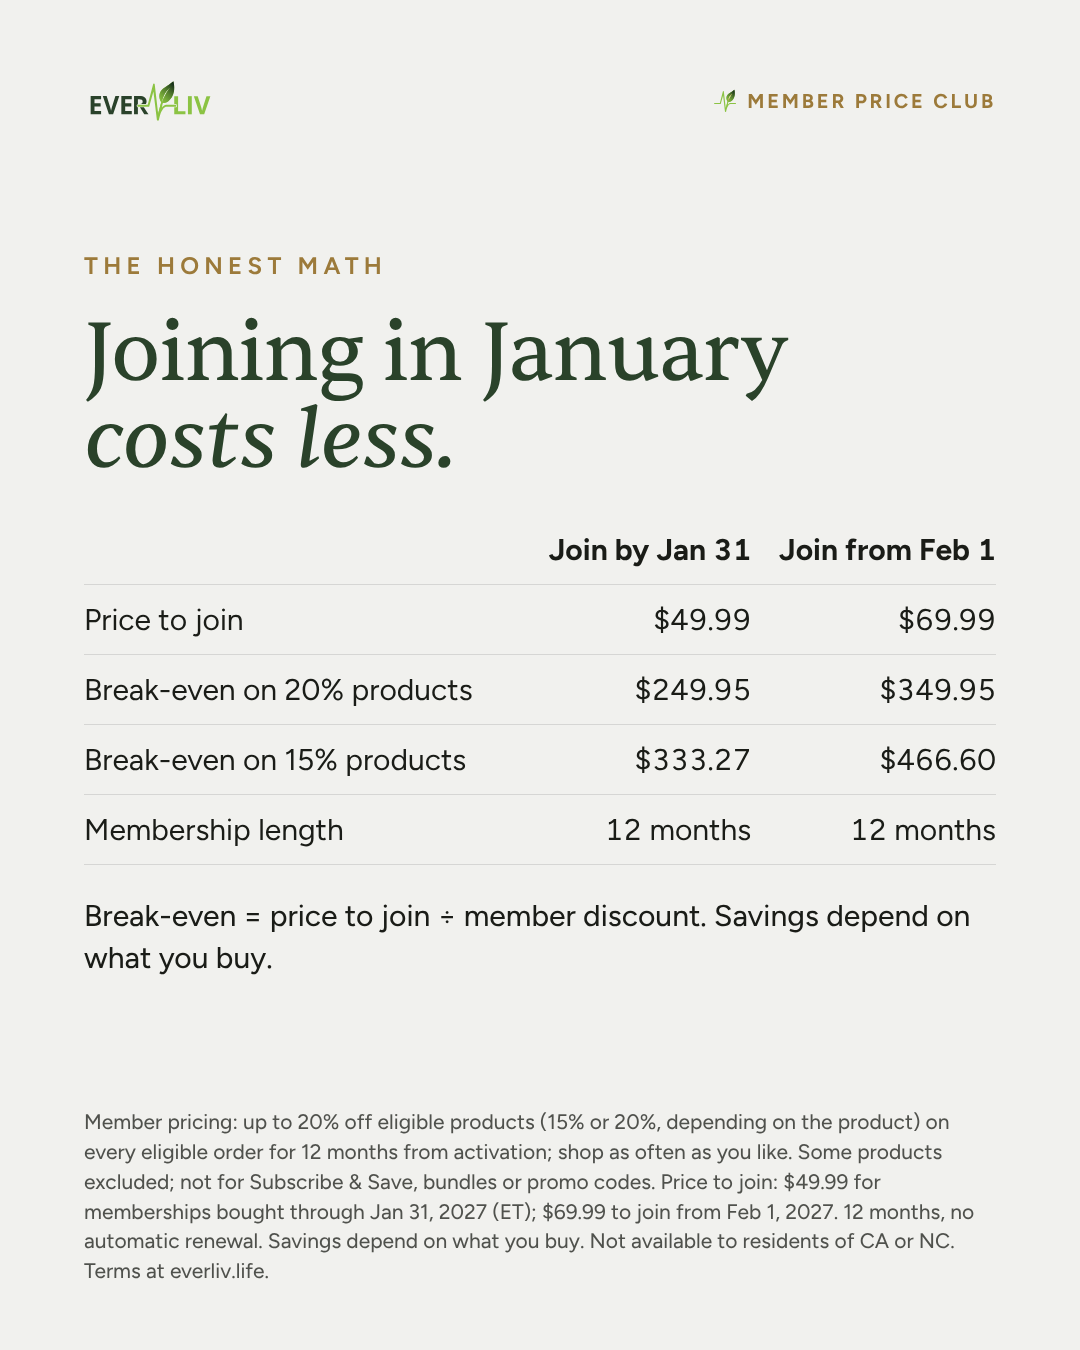 EVERLIV
MEMBER PRICE CLUB
THE HONEST MATH
Joining in January
costs less.
Join by Jan 31 Join from Feb 1
Price to join $49.99 $69.99
Break-even on 20% products $249.95 $349.95
Break-even on 15% products $333.27 $466.60
Membership length 12 months 12 months
Break-even = price to join ÷ member discount. Savings depend on
what you buy.
Member pricing: up to 20% off eligible products (15% or 20%, depending on the product) on
every eligible order for 12 months from activation; shop as often as you like. Some products
excluded; not for Subscribe & Save, bundles or promo codes. Price to join: $49.99 for
memberships bought through Jan 31, 2027 (ET); $69.99 to join from Feb 1, 2027. 12 months, no
automatic renewal. Savings depend on what you buy. Not available to residents of CA or NC.
Terms at everliv.life.